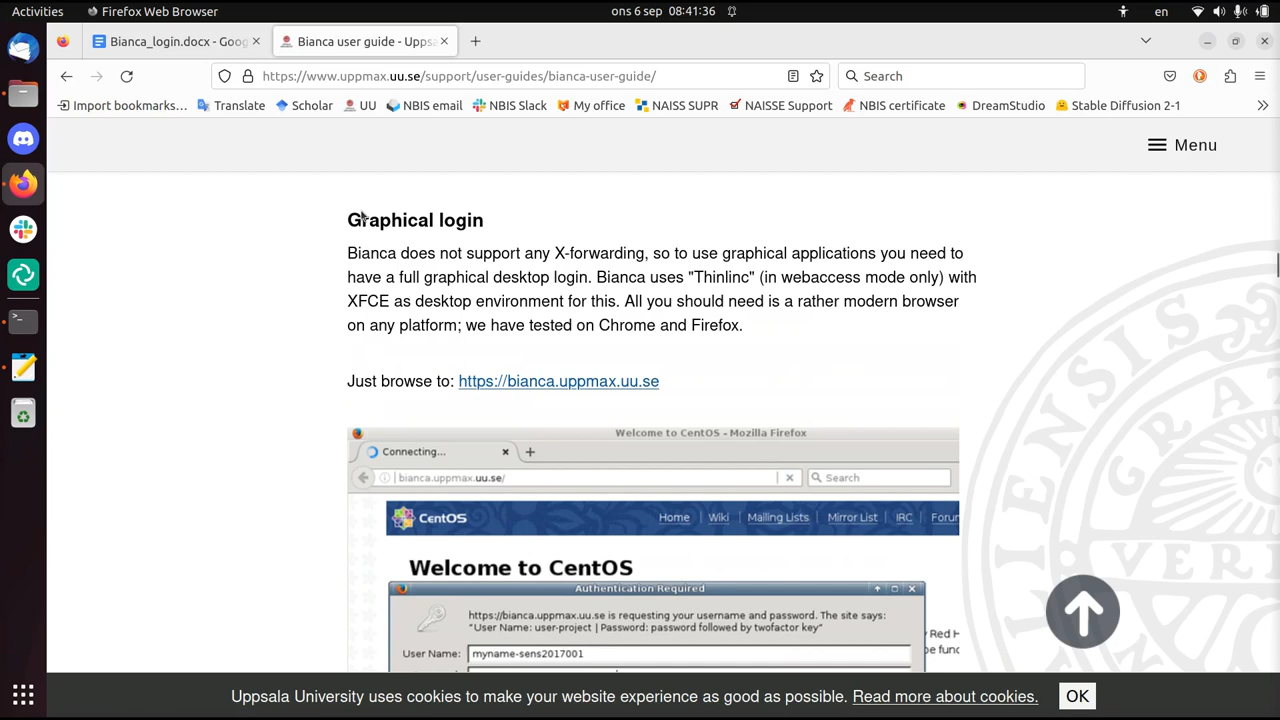 Activities
Firefox Web Browser
ons 6 sep 08:41:36
en
Bianca_login.docx - Goog
Bianca user guide - Uppsa
https://www.uppmax.uu.se/support/user-guides/bianca-user-guide/
Search
Import bookmarks…
Translate
Scholar
UU
NBIS email
NBIS Slack
My office
NAISS SUPR
NAISSE Support
NBIS certificate
DreamStudio
Stable Diffusion 2-1
Menu
Graphical login
Bianca does not support any X-forwarding, so to use graphical applications you need to
have a full graphical desktop login. Bianca uses "Thinlinc" (in webaccess mode only) with
XFCE as desktop environment for this. All you should need is a rather modern browser
on any platform; we have tested on Chrome and Firefox.
Just browse to: https://bianca.uppmax.uu.se
Welcome to CentOS - Mozilla Firefox
Connecting...
bianca.uppmax.uu.se/
Search
CentOS
Home | Wiki | Mailing Lists | Mirror List | IRC | Forun
Welcome to CentOS
Authentication Required
https://bianca.uppmax.uu.se is requesting your username and password. The site says:
"User Name: user-project | Password: password followed by twofactor key"
y Red H
be func
User Name: myname-sens2017001
Uppsala University uses cookies to make your website experience as good as possible. Read more about cookies.
OK